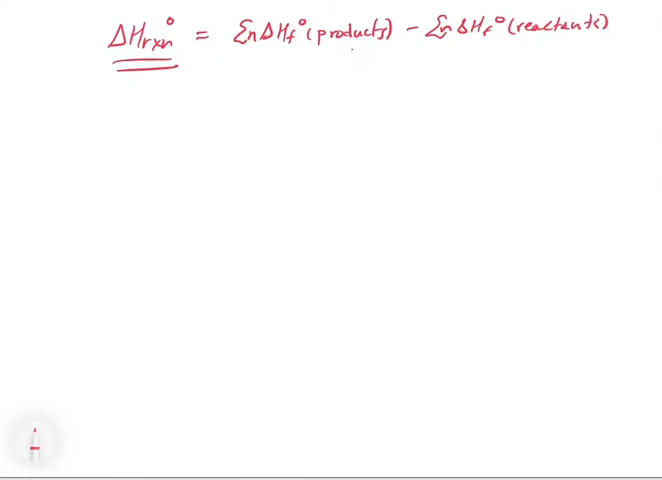 ΔHrxn° = ΣnΔHf°(products) − ΣnΔHf°(reactants)